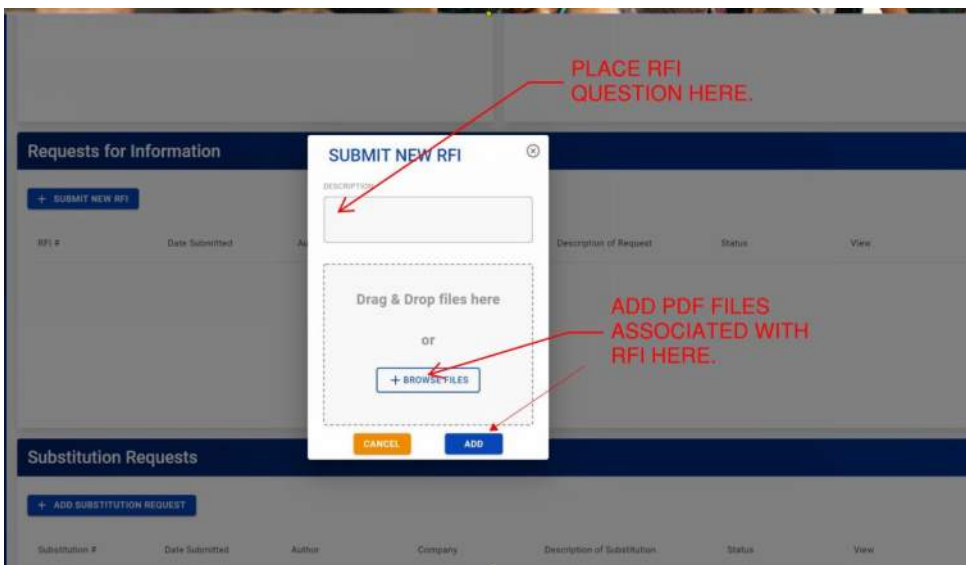 PLACE RFI
QUESTION HERE.
Requests for Information
SUBMIT NEW RFI
+ SUBMIT NEW RFI
DESCRIPTION
RFI # Date Submitted Au Description of Request Status View
Drag & Drop files here
or
+ BROWSE FILES
ADD PDF FILES
ASSOCIATED WITH
RFI HERE.
CANCEL ADD
Substitution Requests
+ ADD SUBSTITUTION REQUEST
Substitution # Date Submitted Author Company Description of Substitution Status View